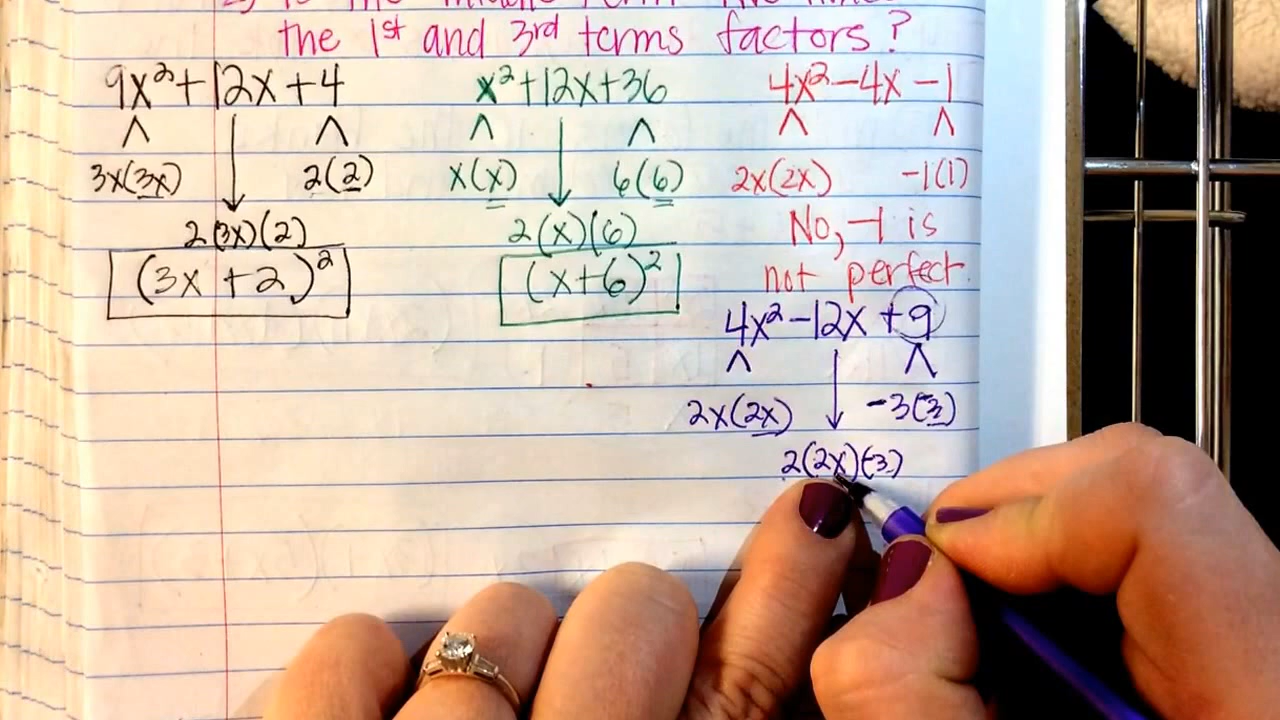 the 1st and 3rd terms factors?
9x²+12x+4
3x(3x) 2(2)
2(3x)(2)
(3x+2)²
x²+12x+36
x(x) 6(6)
2(x)(6)
(x+6)²
4x²-4x-1
2x(2x) -1(1)
No, -1 is
not perfect.
4x²-12x+9
2x(2x) -3(-3)
2(2x)(-3)